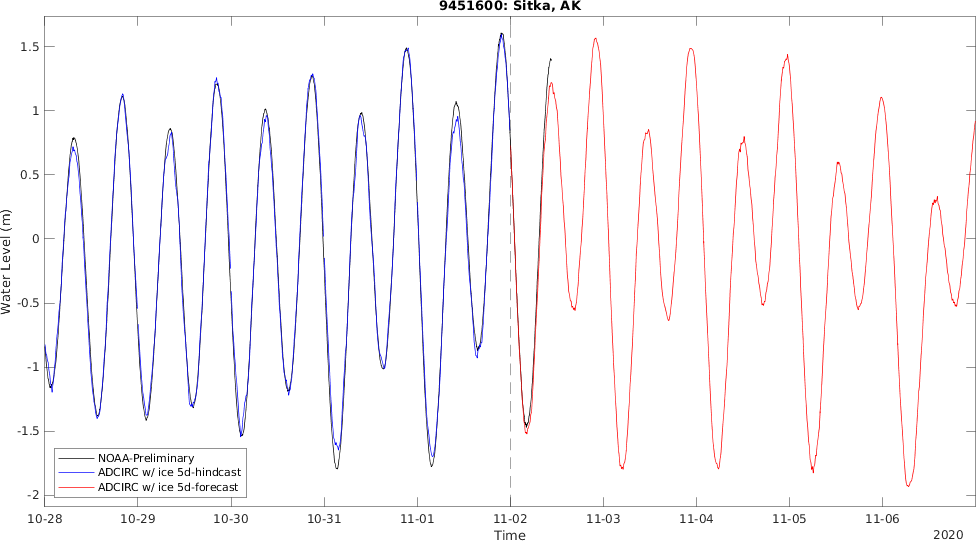 9451600: Sitka, AK
Water Level (m)
1.5
1
0.5
0
-0.5
-1
-1.5
-2
NOAA-Preliminary
ADCIRC w/ ice 5d-hindcast
ADCIRC w/ ice 5d-forecast
10-28 10-29 10-30 10-31 11-01 11-02 11-03 11-04 11-05 11-06
Time
2020